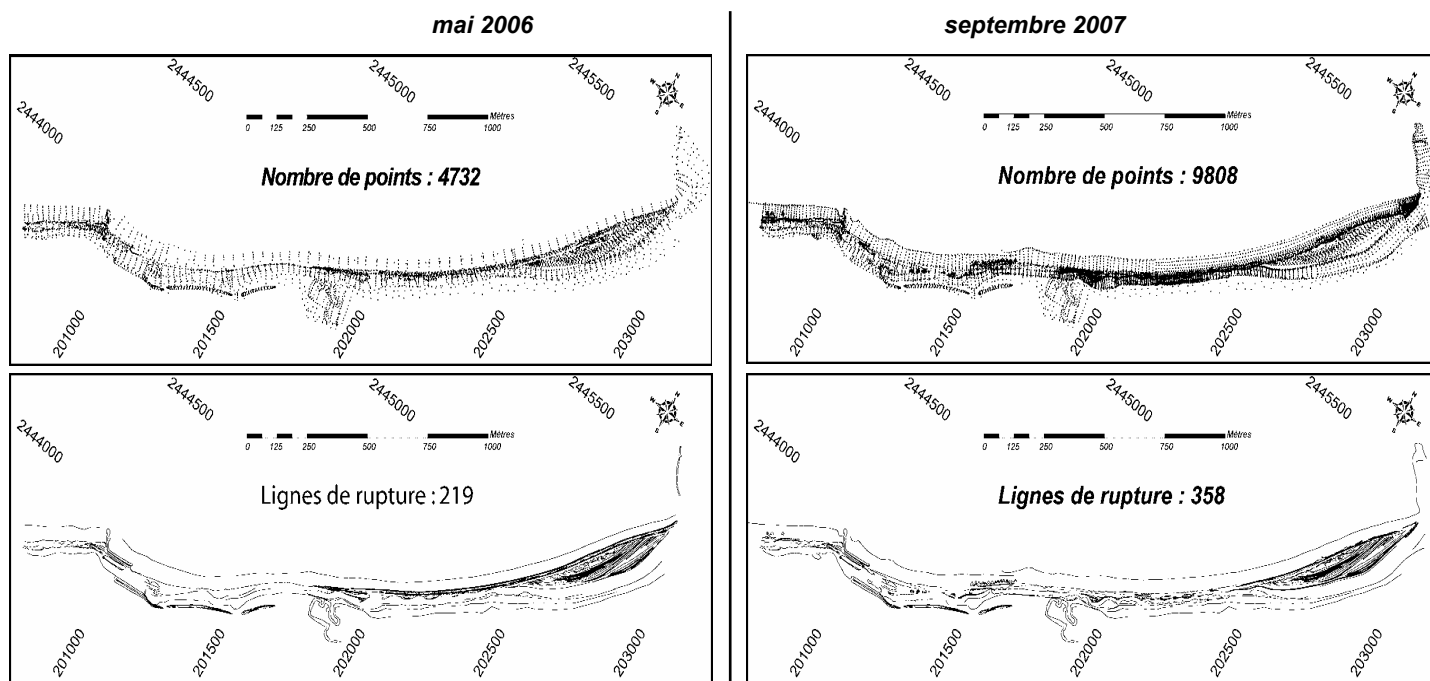 mai 2006
septembre 2007
2444000
2444500
2445000
2445500
N
W
E
S
Mètres
0 125 250 500 750 1000
Nombre de points : 4732
201000
201500
202000
202500
203000
2444000
2444500
2445000
2445500
N
W
E
S
Mètres
0 125 250 500 750 1000
Nombre de points : 9808
201000
201500
202000
202500
203000
2444000
2444500
2445000
2445500
N
W
E
S
Mètres
0 125 250 500 750 1000
Lignes de rupture : 219
201000
201500
202000
202500
203000
2444000
2444500
2445000
2445500
N
W
E
S
Mètres
0 125 250 500 750 1000
Lignes de rupture : 358
201000
201500
202000
202500
203000